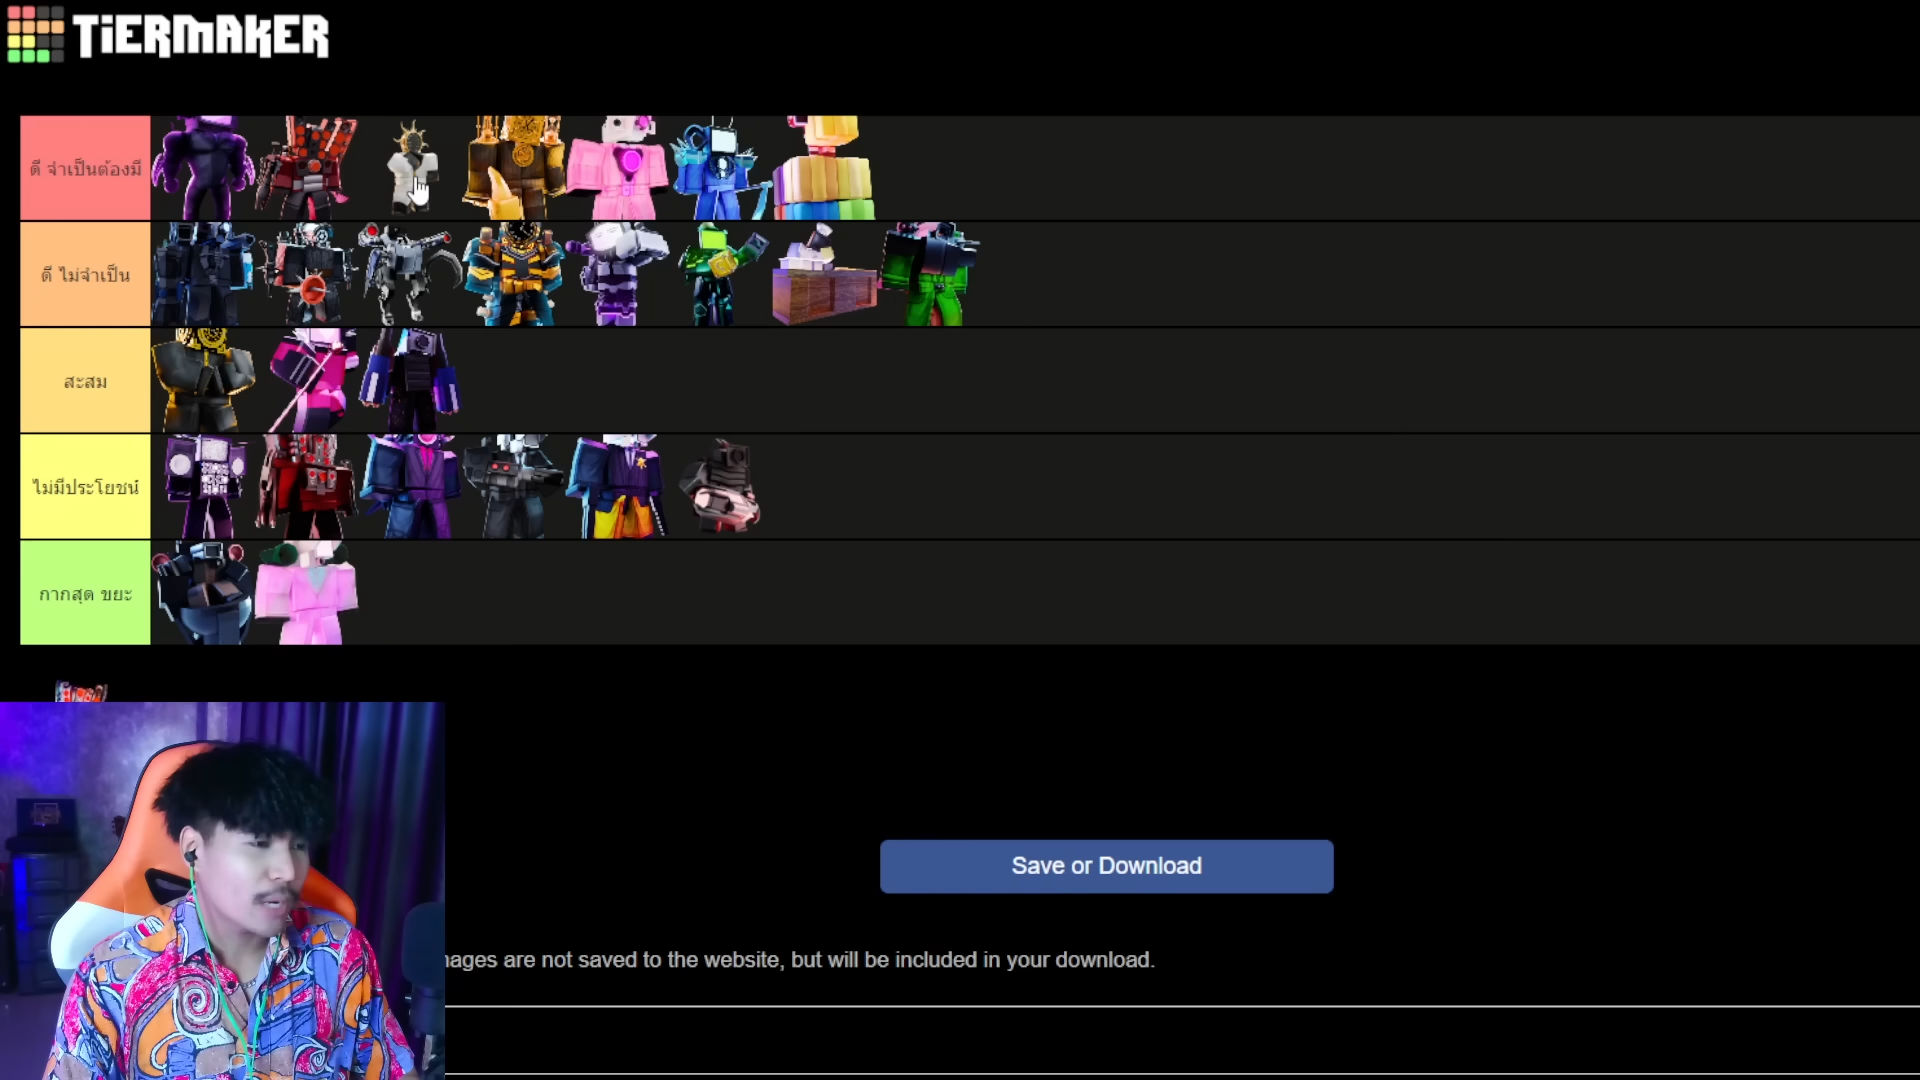 TiERMAKER
ดี จำเป็นต้องมี
ดี ไม่จำเป็น
สะสม
ไม่มีประโยชน์
กากสุด ขยะ
Save or Download
ages are not saved to the website, but will be included in your download.